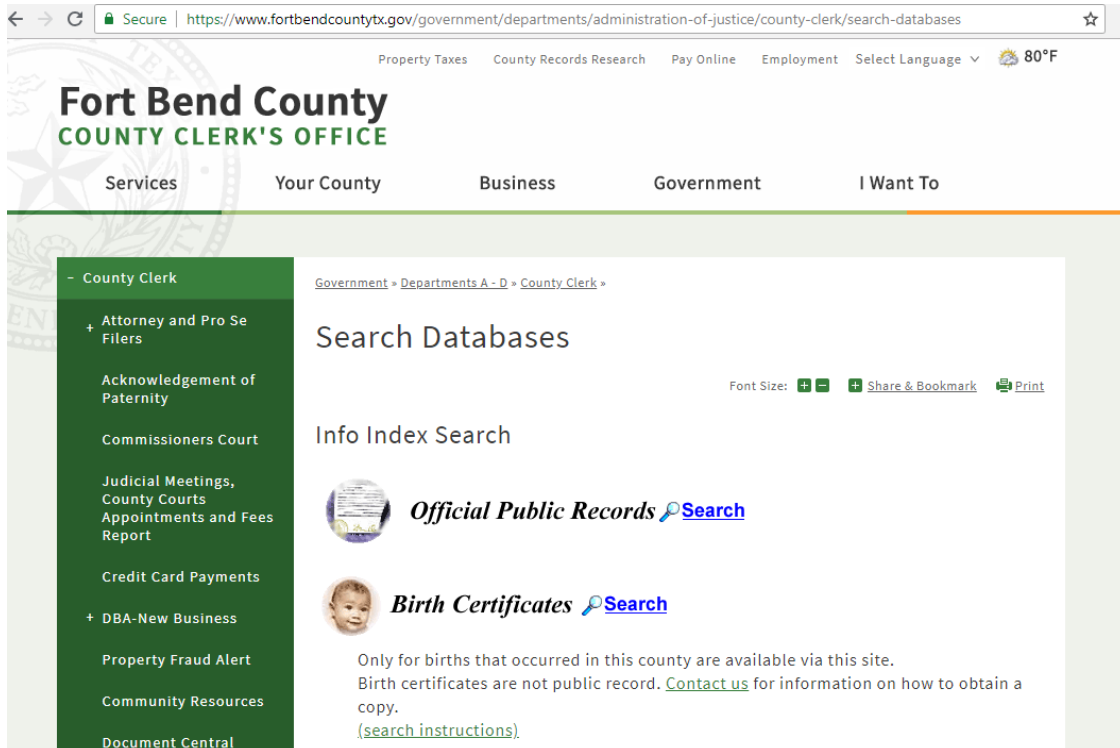 Secure | https://www.fortbendcountytx.gov/government/departments/administration-of-justice/county-clerk/search-databases
Property Taxes County Records Research Pay Online Employment Select Language 80°F
Fort Bend County
COUNTY CLERK'S OFFICE
Services Your County Business Government I Want To
− County Clerk
+ Attorney and Pro Se
Filers
Acknowledgement of
Paternity
Commissioners Court
Judicial Meetings,
County Courts
Appointments and Fees
Report
Credit Card Payments
+ DBA-New Business
Property Fraud Alert
Community Resources
Document Central
Government » Departments A - D » County Clerk »
Search Databases
Font Size: + − + Share & Bookmark Print
Info Index Search
Official Public Records Search
Birth Certificates Search
Only for births that occurred in this county are available via this site.
Birth certificates are not public record. Contact us for information on how to obtain a
copy.
(search instructions)